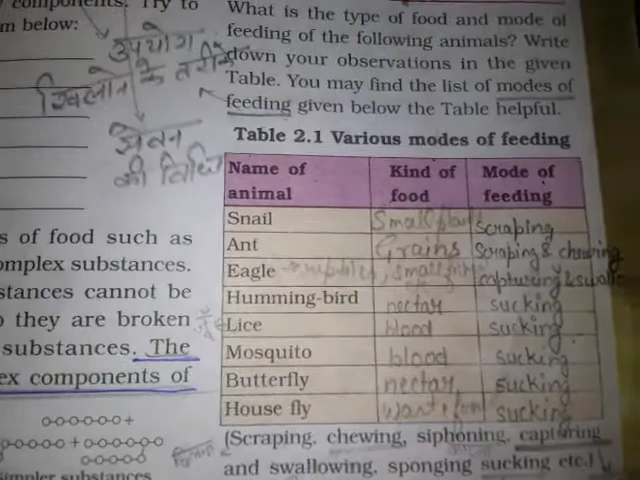 components. Try to
m below:
उपयोग
खिलोने के तरीके
सेवन
की विधि
s of food such as
omplex substances.
stances cannot be
they are broken
substances. The
ex components of
+
+
simpler substances
What is the type of food and mode of
feeding of the following animals? Write
down your observations in the given
Table. You may find the list of modes of
feeding given below the Table helpful.
Table 2.1 Various modes of feeding
Name of animal Kind of food Mode of feeding
Snail Small plant scraping
Ant Grains Scraping & chewing
Eagle capturing & swallo
Humming-bird nectar sucking
Lice blood sucking
Mosquito blood sucking
Butterfly nectar sucking
House fly sucking
(Scraping, chewing, siphoning, capturing
and swallowing, sponging sucking etc.)